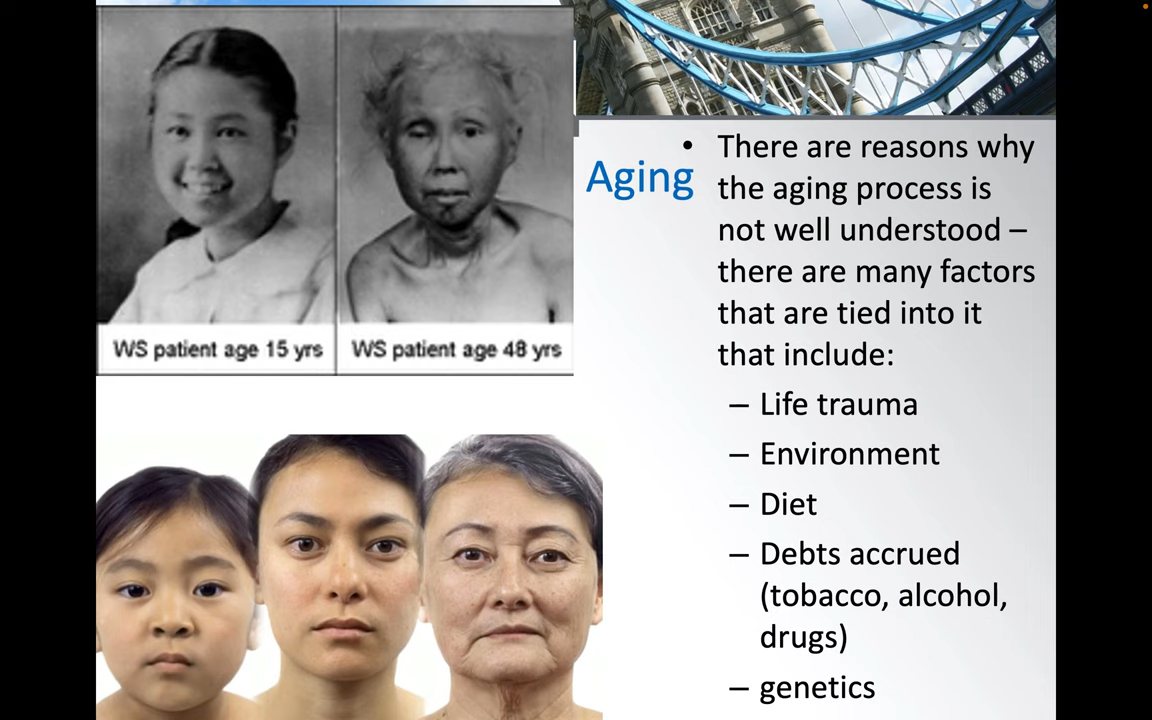 WS patient age 15 yrs
WS patient age 48 yrs
Aging
• There are reasons why
the aging process is
not well understood –
there are many factors
that are tied into it
that include:
– Life trauma
– Environment
– Diet
– Debts accrued
(tobacco, alcohol,
drugs)
– genetics